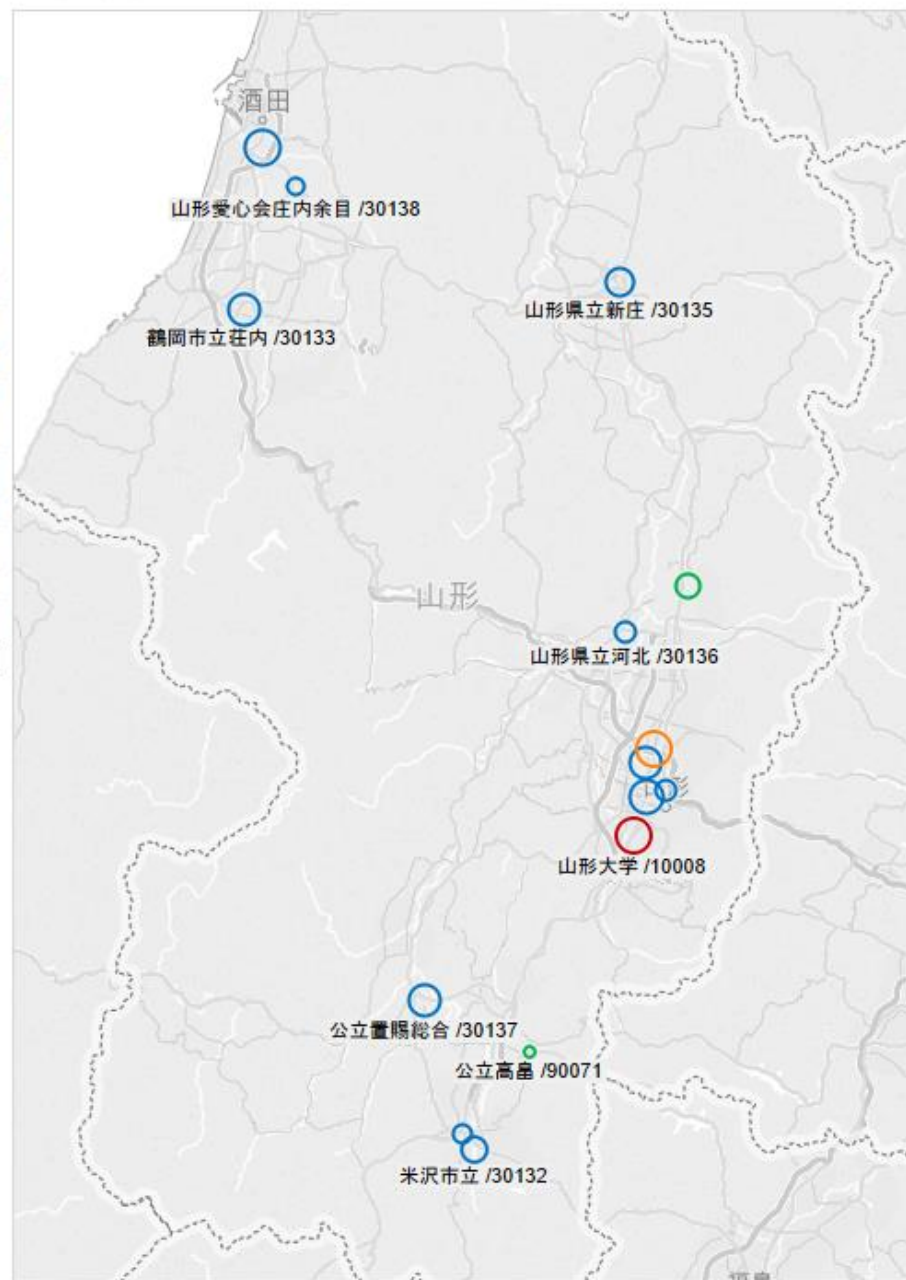 酒田
山形愛心会庄内余目 /30138
山形県立新庄 /30135
鶴岡市立荘内 /30133
山形
山形県立河北 /30136
山形大学 /10008
公立置賜総合 /30137
公立高畠 /90071
米沢市立 /30132